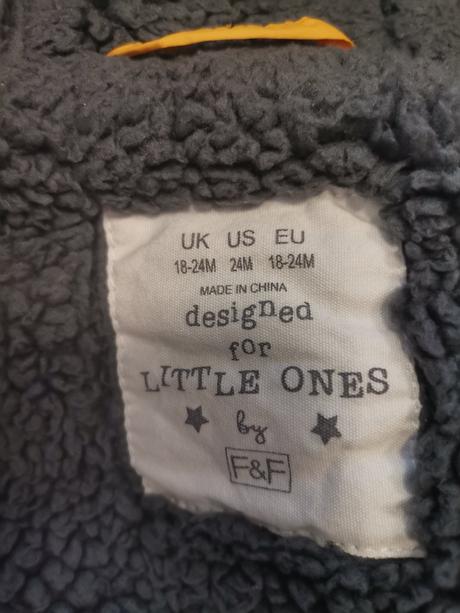 UK US EU
18-24M 24M 18-24M
MADE IN CHINA
designed
for
LITTLE ONES
by
F&F